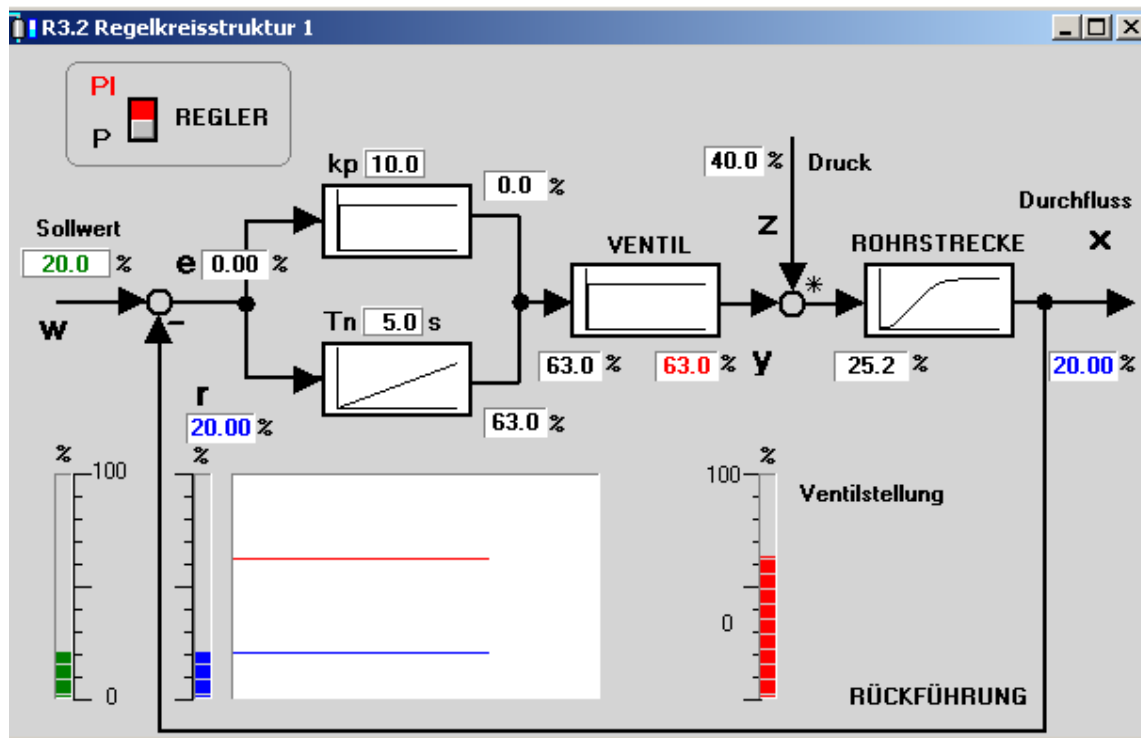 R3.2 Regelkreisstruktur 1
PI
P
REGLER
kp 10.0
0.0 %
40.0 % Druck
Durchfluss
Sollwert
20.0 %
e 0.00 %
z
VENTIL
ROHRSTRECKE
x
*
w
−
Tn 5.0 s
63.0 %
63.0 % y
25.2 %
20.00 %
r
20.00 %
63.0 %
%
100
0
%
%
100
0
Ventilstellung
RÜCKFÜHRUNG